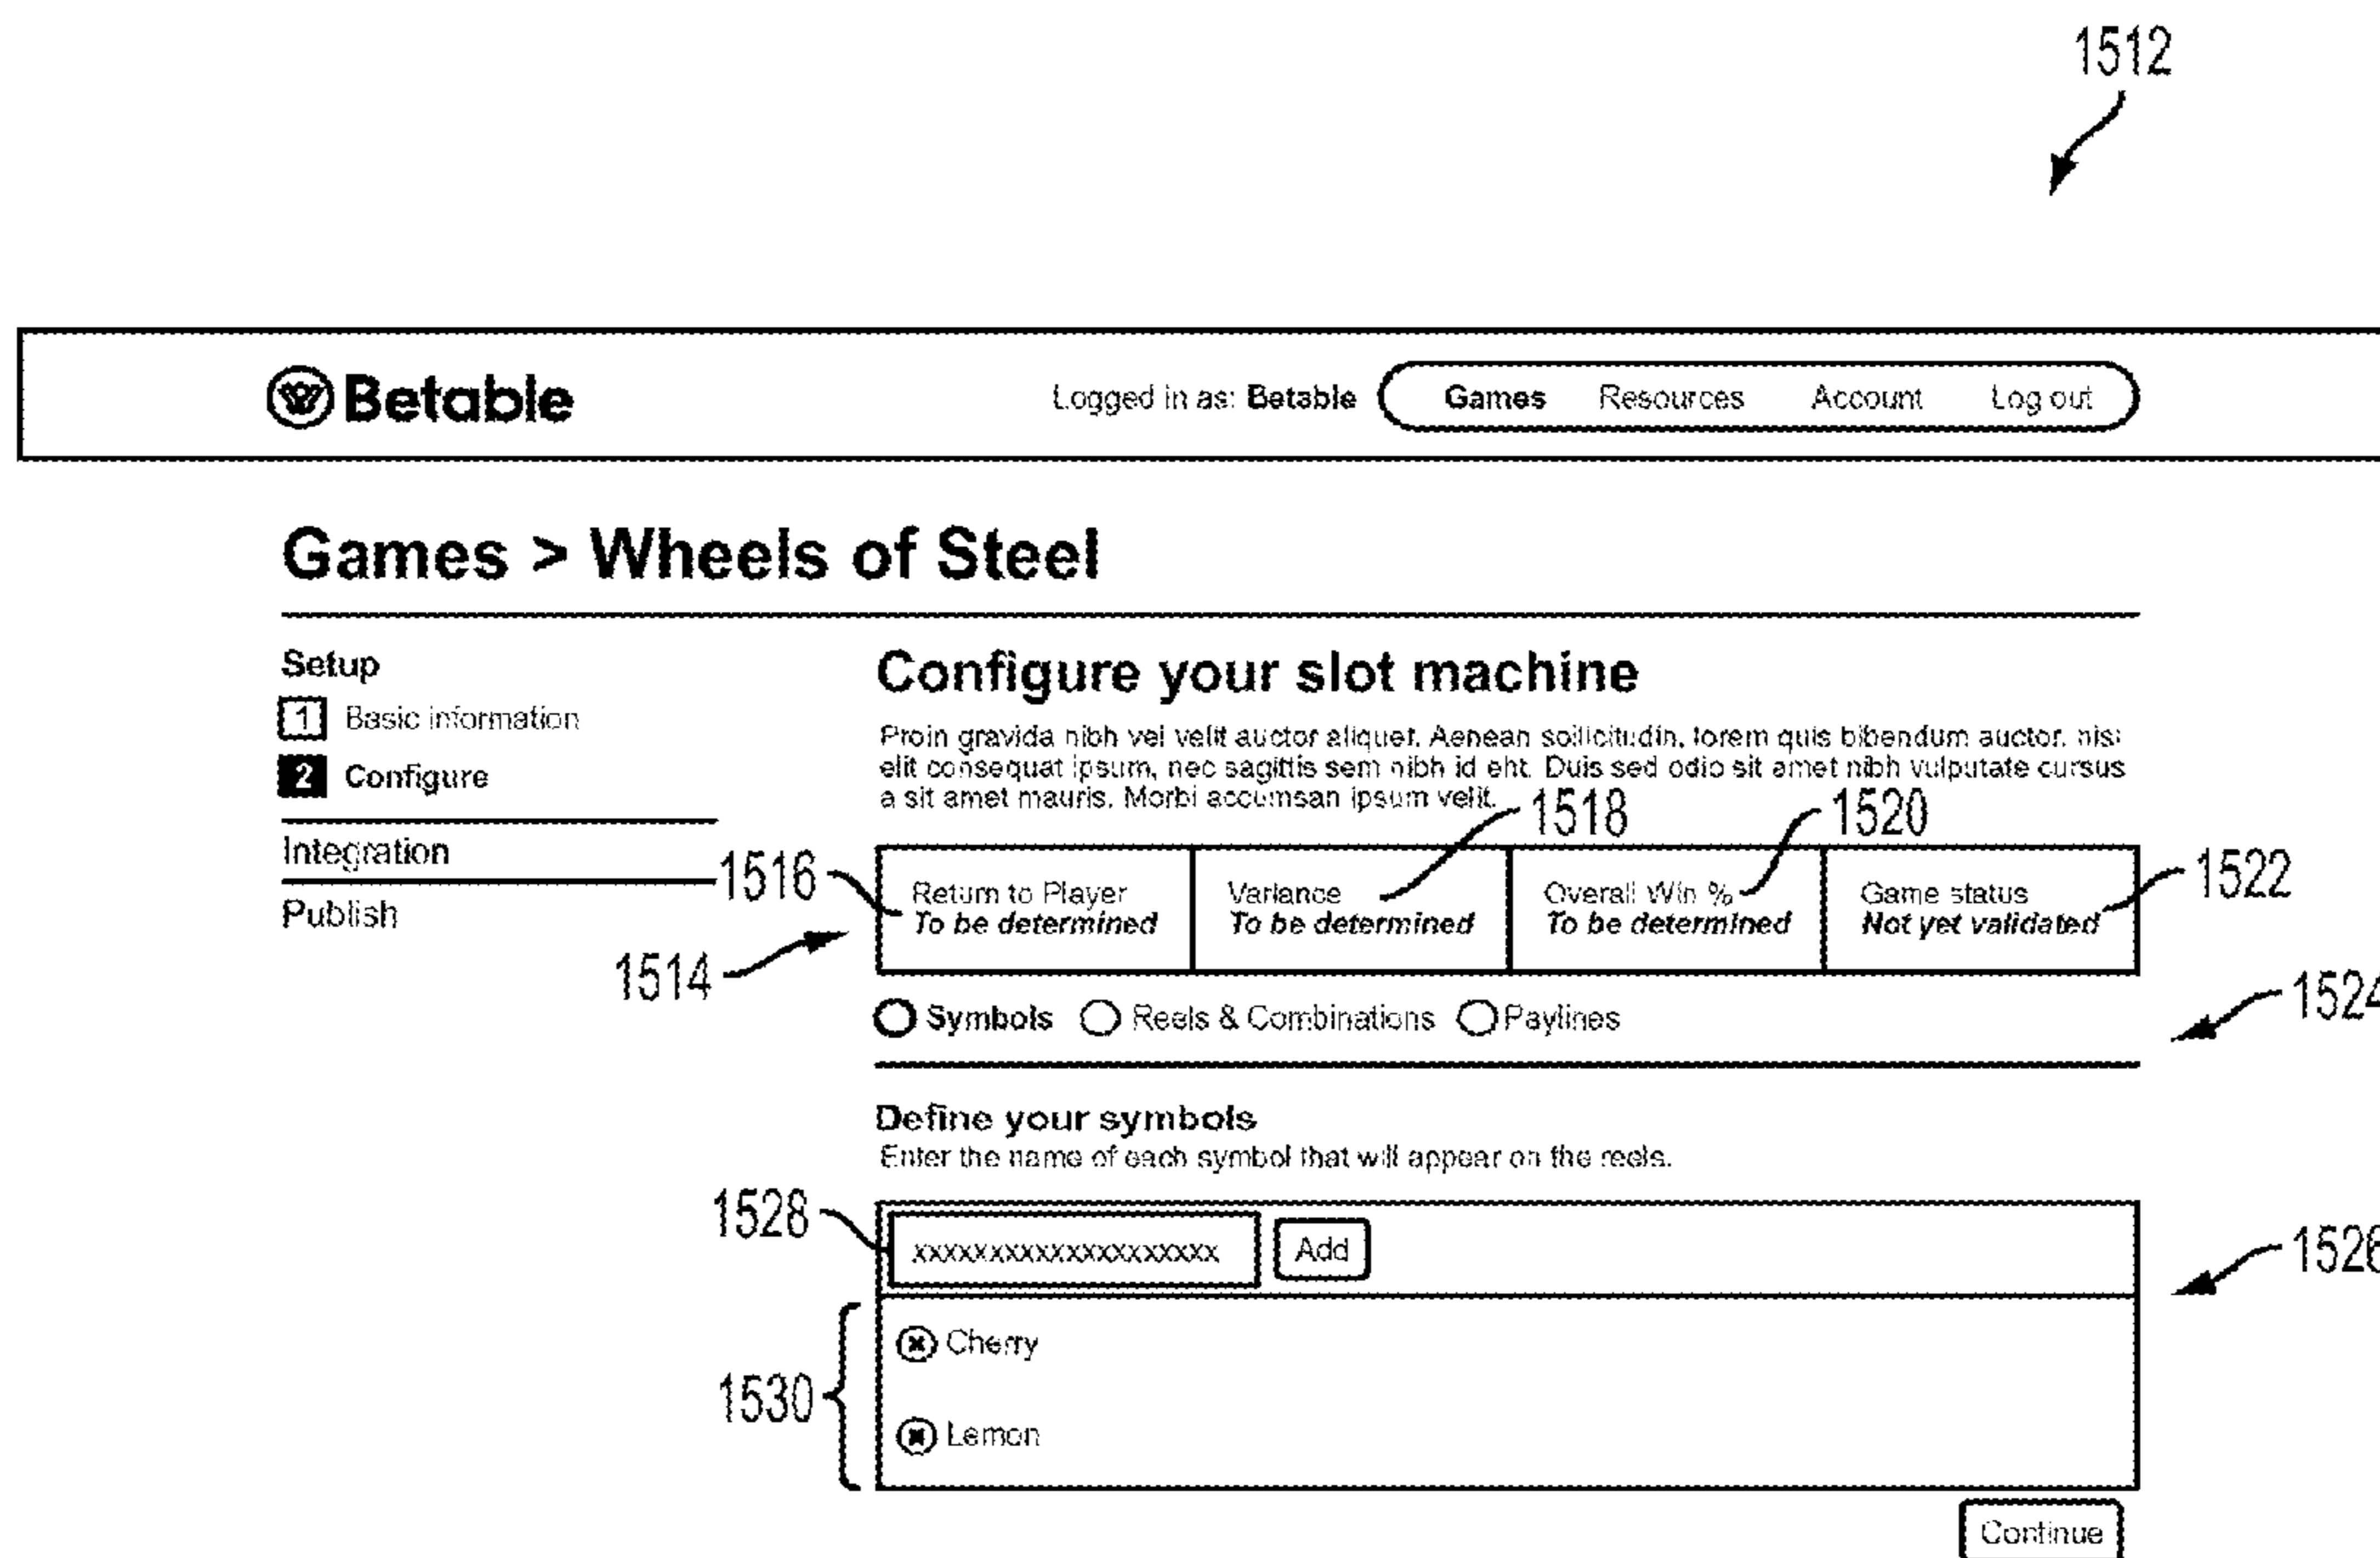 1512
Betable
Logged in as: Betable Games Resources Account Log out
Games > Wheels of Steel
Setup
1 Basic information
2 Configure
Integration
Publish
Configure your slot machine
Proin gravida nibh vel velit auctor aliquet. Aenean sollicitudin, lorem quis bibendum auctor, nisi
elit consequat ipsum, nec sagittis sem nibh id elit. Duis sed odio sit amet nibh vulputate cursus
a sit amet mauris. Morbi accumsan ipsum velit.
1518 1520
1516 1522
Return to Player Variance Overall Win % Game status
To be determined To be determined To be determined Not yet validated
1514
1524
Symbols Reels & Combinations Paylines
Define your symbols
Enter the name of each symbol that will appear on the reels.
1528
xxxxxxxxxxxxxxxxxxxx Add
1526
Cherry
1530
Lemon
Continue